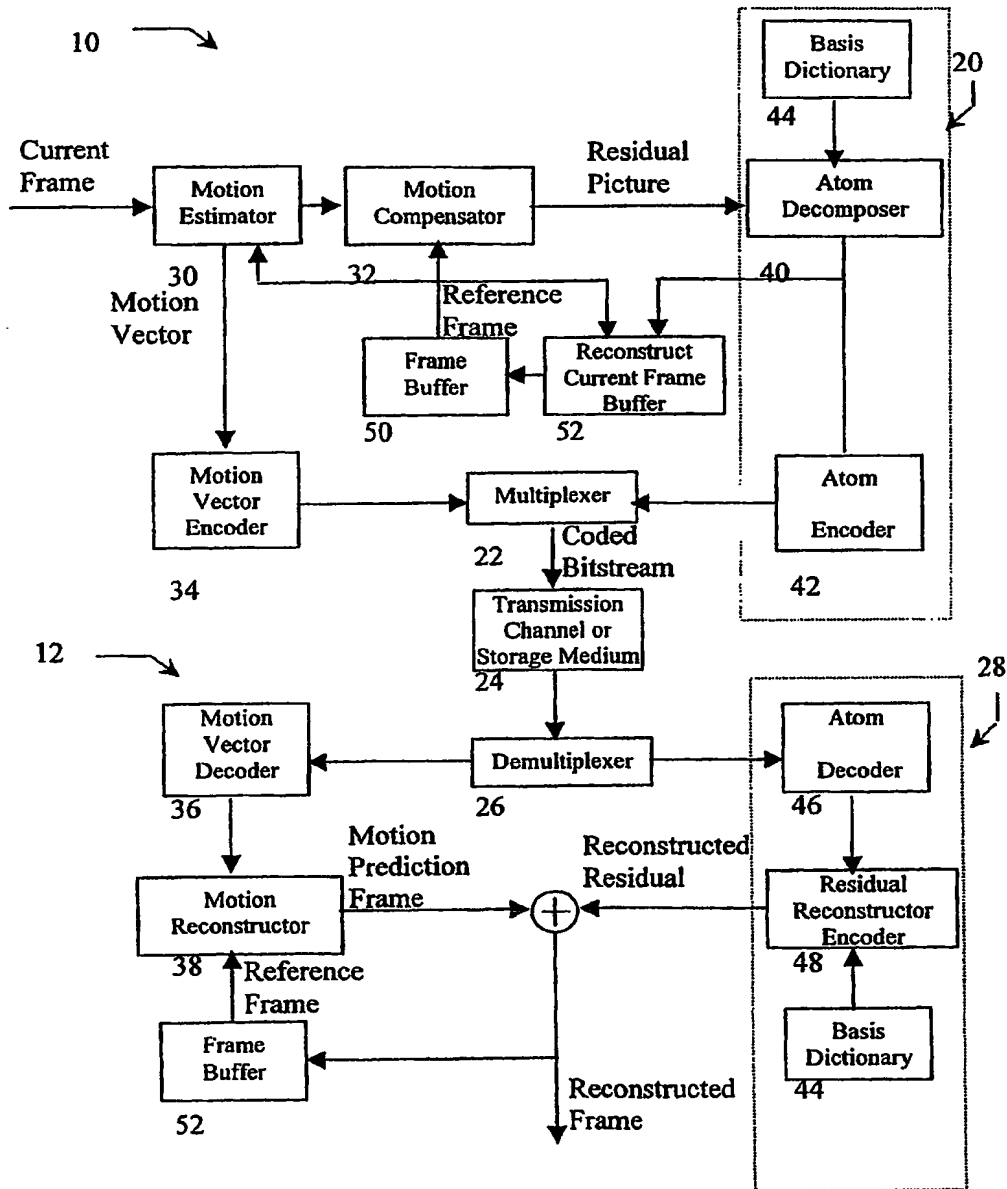 10
Basis
Dictionary
20
44
Current
Frame
Residual
Picture
Motion
Estimator
Motion
Compensator
Atom
Decomposer
30
32
40
Motion
Vector
Reference
Frame
Frame
Buffer
Reconstruct
Current Frame
Buffer
50
52
Motion
Vector
Encoder
Multiplexer
Atom
Encoder
22
Coded
Bitstream
34
42
Transmission
Channel or
Storage Medium
12
24
28
Motion
Vector
Decoder
Demultiplexer
Atom
Decoder
36
26
46
Motion
Prediction
Frame
Reconstructed
Residual
Motion
Reconstructor
Residual
Reconstructor
Encoder
38
48
Reference
Frame
Frame
Buffer
Basis
Dictionary
44
52
Reconstructed
Frame